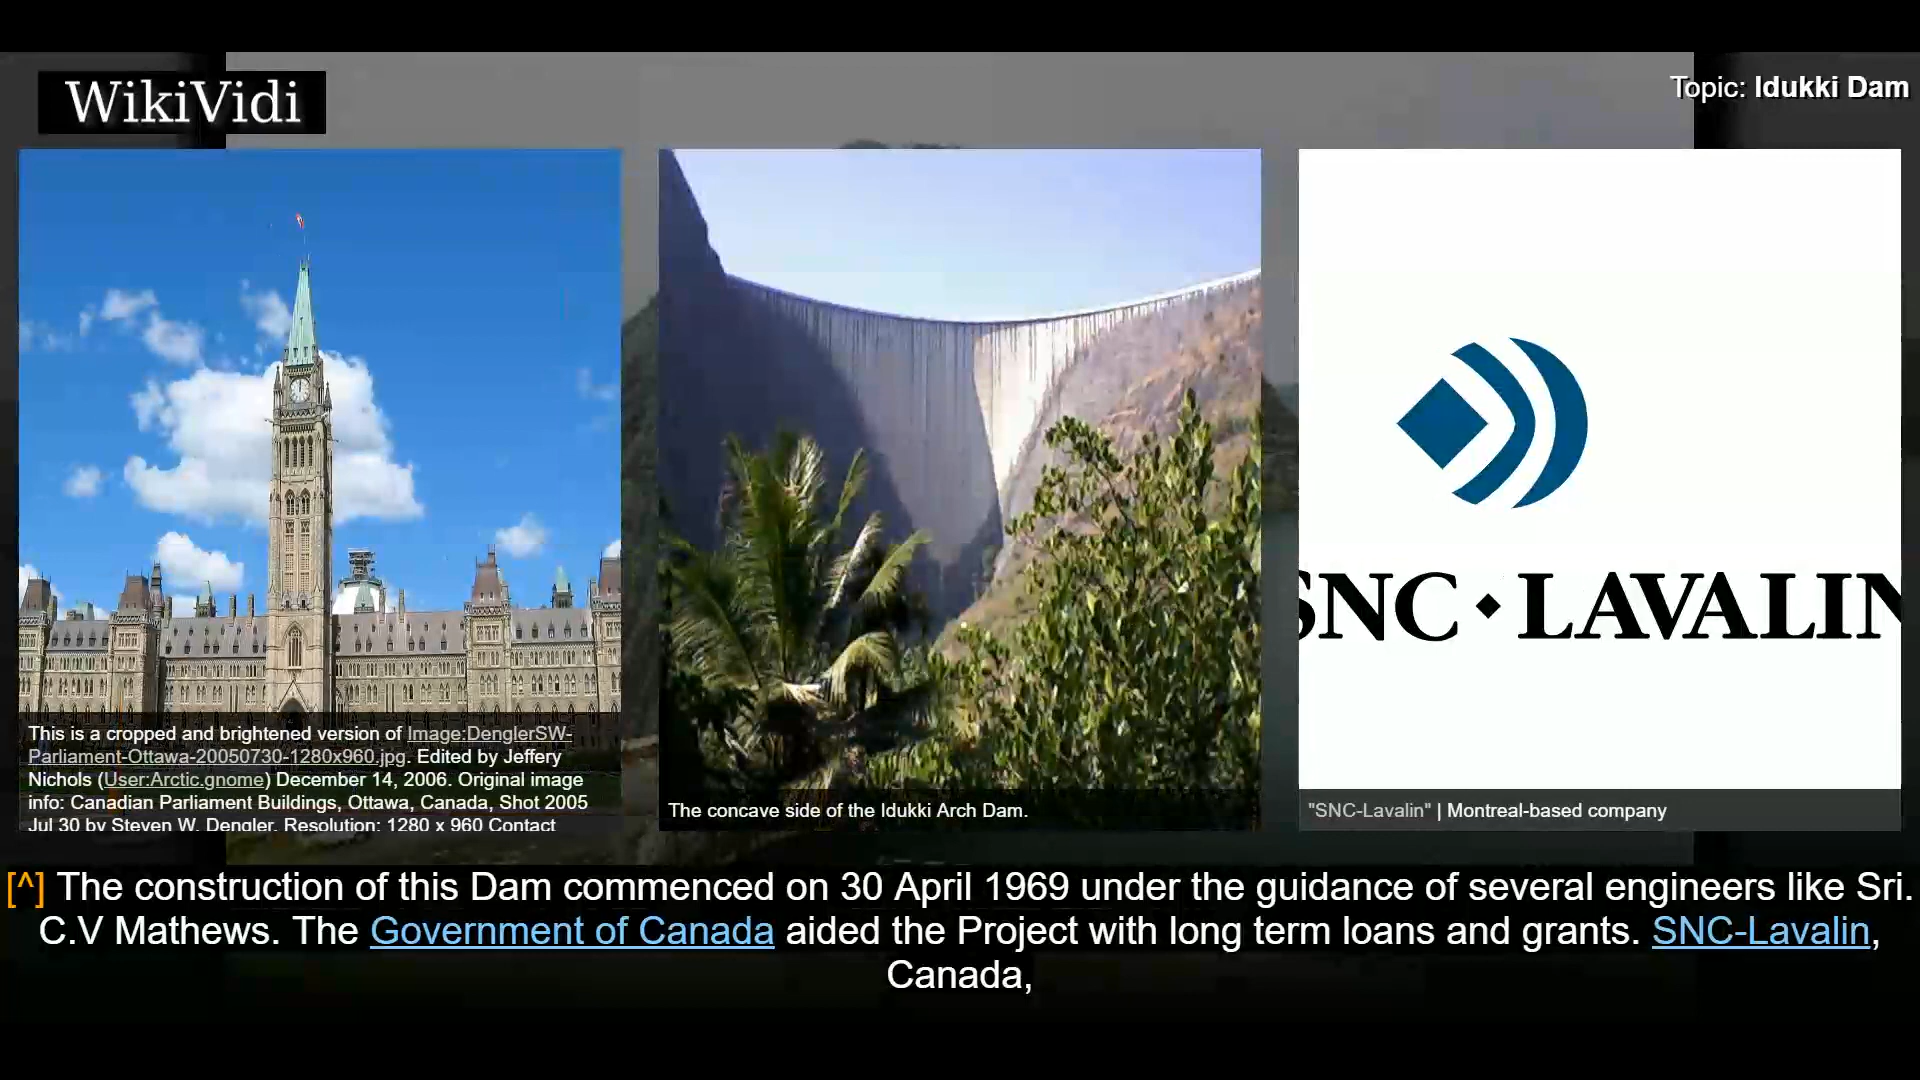 WikiVidi
Topic: Idukki Dam
This is a cropped and brightened version of Image:DenglerSW-
Parliament-Ottawa-20050730-1280x960.jpg. Edited by Jeffery
Nichols (User:Arctic.gnome) December 14, 2006. Original image
info: Canadian Parliament Buildings, Ottawa, Canada, Shot 2005
Jul 30 by Steven W. Dengler. Resolution: 1280 x 960 Contact
The concave side of the Idukki Arch Dam.
SNC·LAVALIN
"SNC-Lavalin" | Montreal-based company
[^] The construction of this Dam commenced on 30 April 1969 under the guidance of several engineers like Sri.
C.V Mathews. The Government of Canada aided the Project with long term loans and grants. SNC-Lavalin,
Canada,